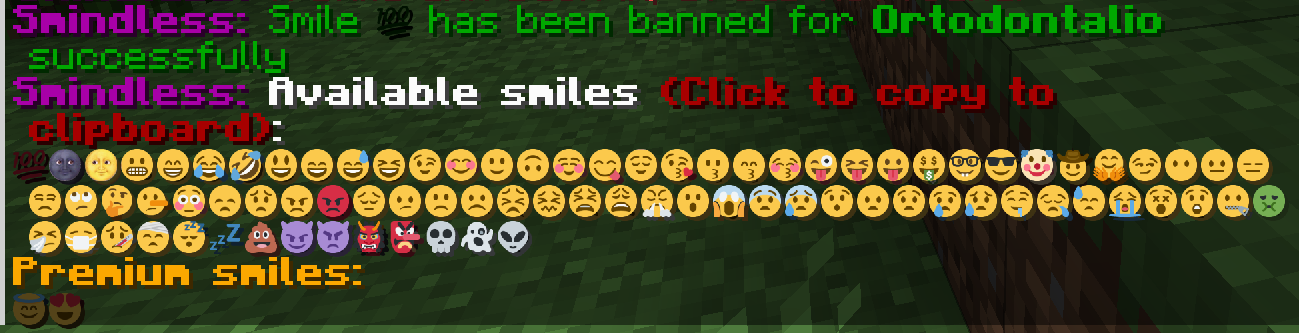 Smindless: Smile 💯 has been banned for Ortodontalio
successfully
Smindless: Available smiles (Click to copy to
clipboard):
Premium smiles: